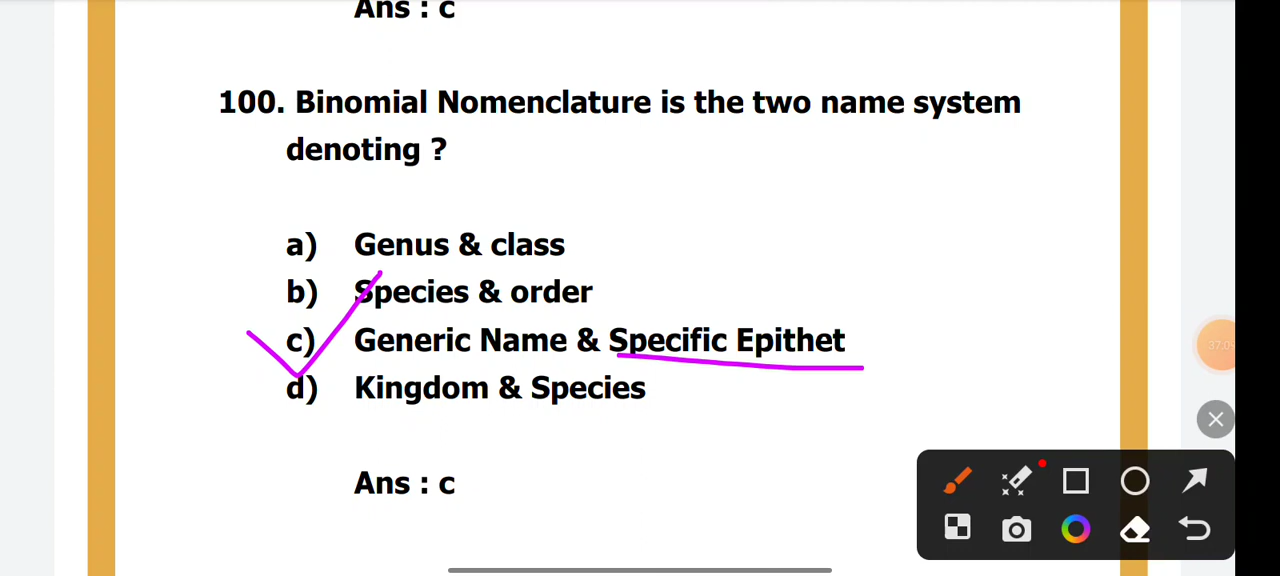 Ans : c
100. Binomial Nomenclature is the two name system
denoting ?
a) Genus & class
b) Species & order
c) Generic Name & Specific Epithet
d) Kingdom & Species
Ans : c